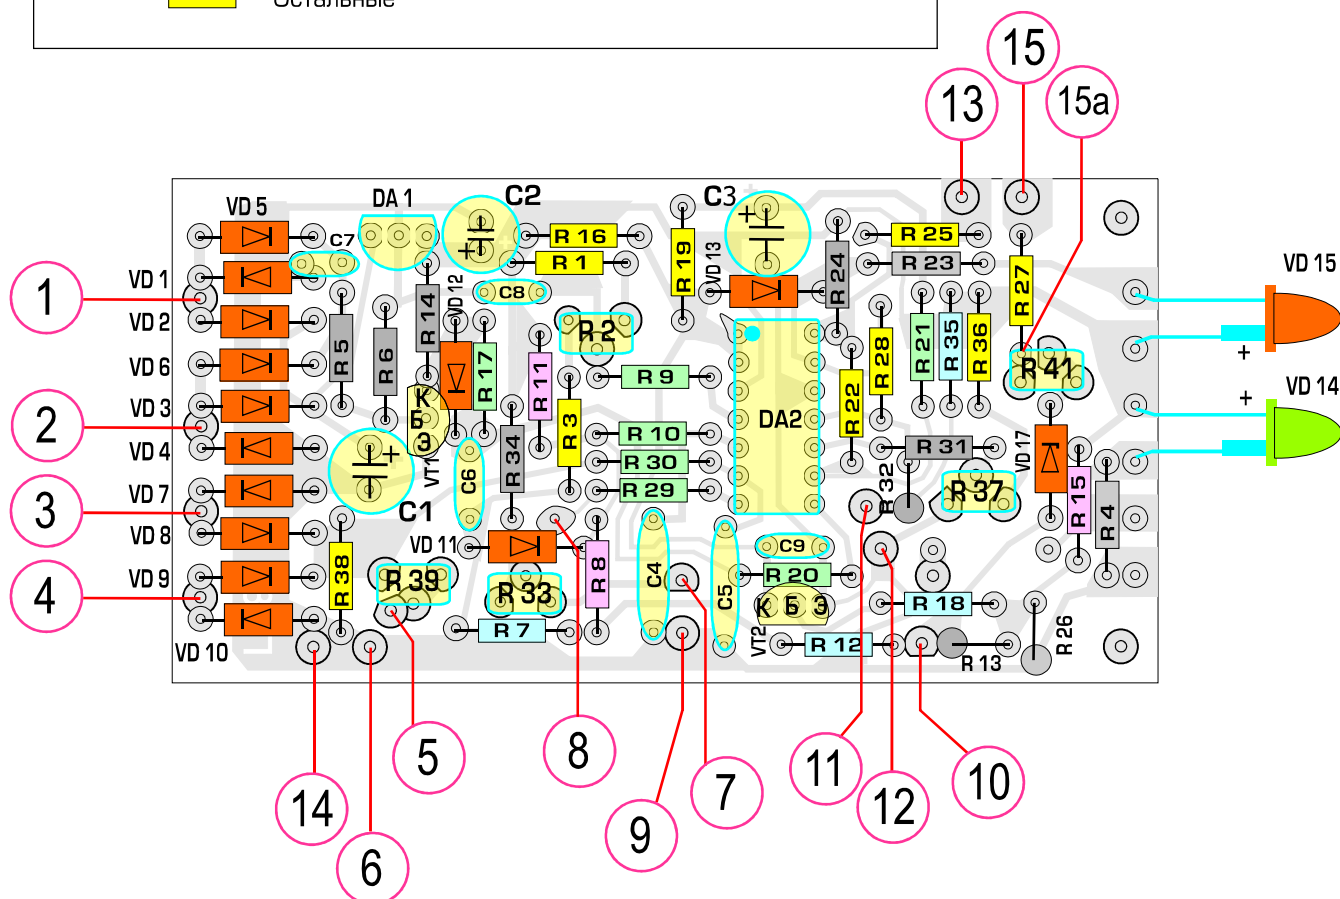 Остальные
15
13
15а
VD 5
DA 1
C2
C3
C7
R 16
R 25
R 1
R 19
VD 13
R 24
R 23
R 27
VD 15
1
VD 1
VD 12
C8
R 14
VD 2
R 5
R 6
R 2
R 28
R 21
R 35
R 36
+
VD 6
R 17
R 11
R 9
R 22
R 41
VD 14
+
2
VD 3
К
Б
Э
R 3
DA2
VD 4
VT1
R 34
R 10
R 31
VD 17
R 30
C6
3
VD 7
C1
R 29
R 32
R 37
R 15
R 4
VD 8
VD 11
C9
4
VD 9
R 38
R 39
R 33
R 8
C4
C5
R 20
К Б Э
R 18
VD 10
R 7
VT2
R 12
R 13
R 26
5
8
7
11
12
10
14
9
6